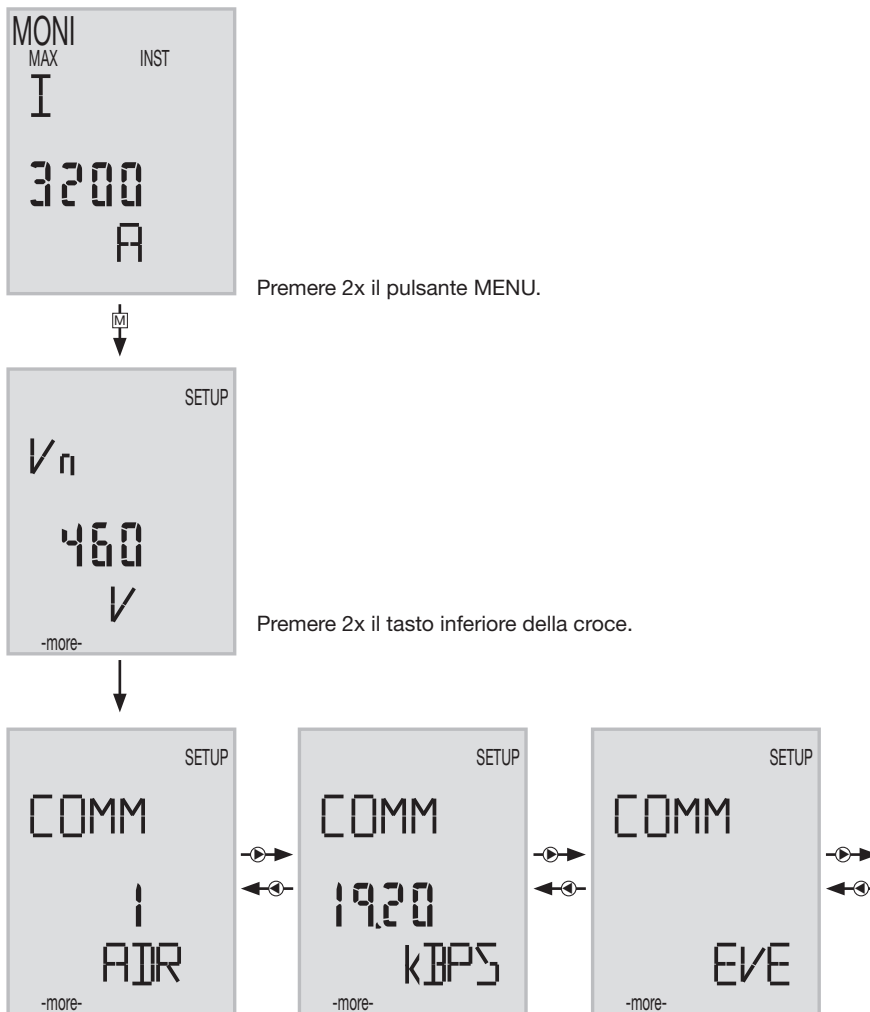 MONI
MAX INST
I
3200
A
Premere 2x il pulsante MENU.
M
SETUP
Vn
460
V
-more-
Premere 2x il tasto inferiore della croce.
SETUP SETUP SETUP
COMM COMM COMM
1 19.20
ADR kBPS EVE
-more- -more- -more-